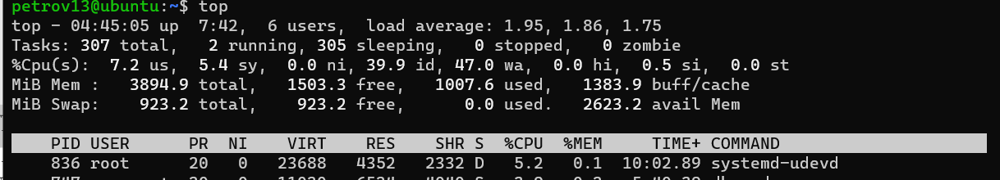 petrov13@ubuntu:~$ top
top - 04:45:05 up  7:42,  6 users,  load average: 1.95, 1.86, 1.75
Tasks: 307 total,   2 running, 305 sleeping,   0 stopped,   0 zombie
%Cpu(s):  7.2 us,  5.4 sy,  0.0 ni, 39.9 id, 47.0 wa,  0.0 hi,  0.5 si,  0.0 st
MiB Mem :   3894.9 total,   1503.3 free,   1007.6 used,   1383.9 buff/cache
MiB Swap:    923.2 total,    923.2 free,      0.0 used.   2623.2 avail Mem
PID USER      PR  NI    VIRT    RES    SHR S  %CPU  %MEM     TIME+ COMMAND
836 root      20   0   23688   4352   2332 D   5.2   0.1  10:02.89 systemd-udevd